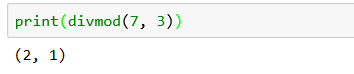 print(divmod(7, 3))
(2, 1)